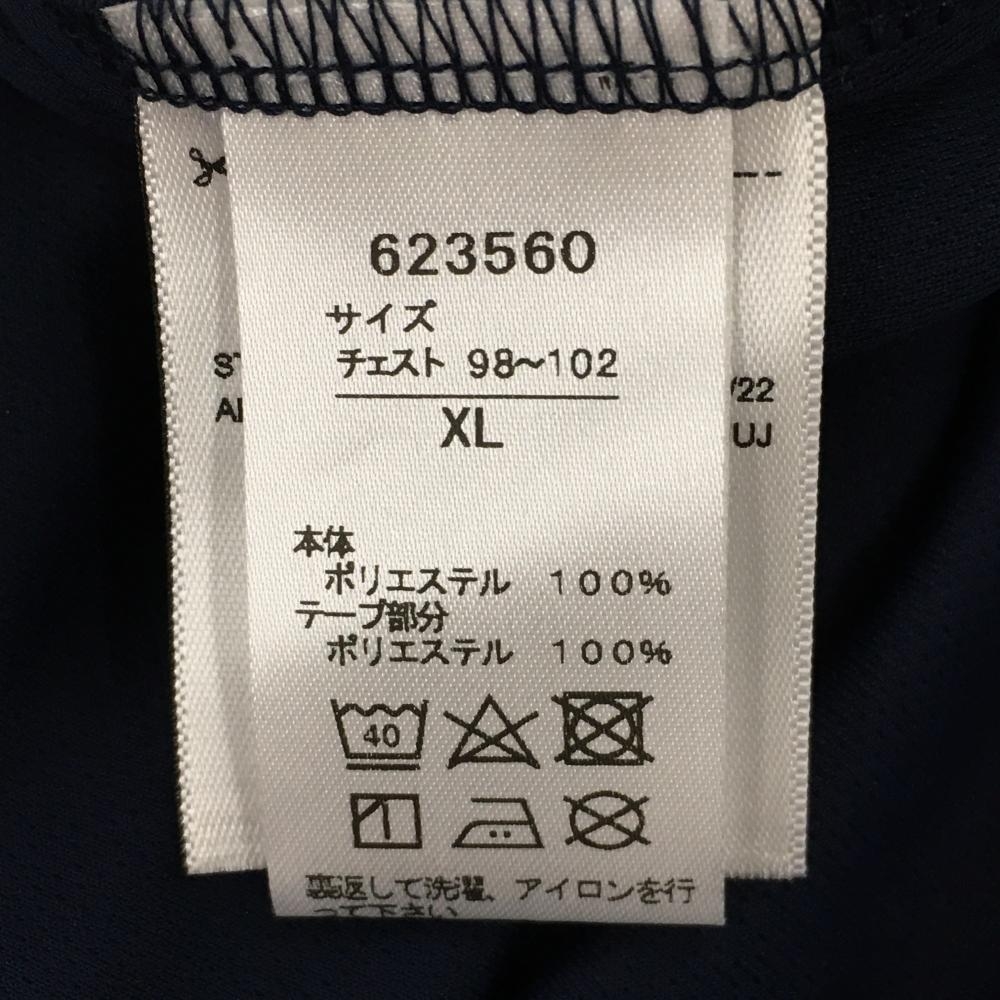 623560
サイズ
チェスト 98～102
XL
/22
UJ
本体
ポリエステル 100%
テープ部分
ポリエステル 100%
40
裏返して洗濯、アイロンを行
って下さい